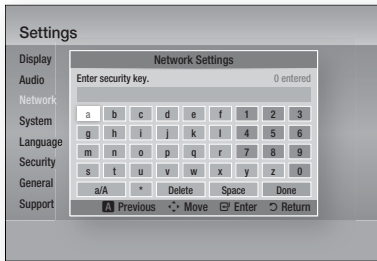 Settings
Display
Audio
Network
System
Language
Security
General
Support
Network Settings
Enter security key. 0 entered
a b c d e f 1 2 3
g h i j k l 4 5 6
m n o p q r 7 8 9
s t u v w x y z 0
a/A * Delete Space Done
A Previous Move Enter Return